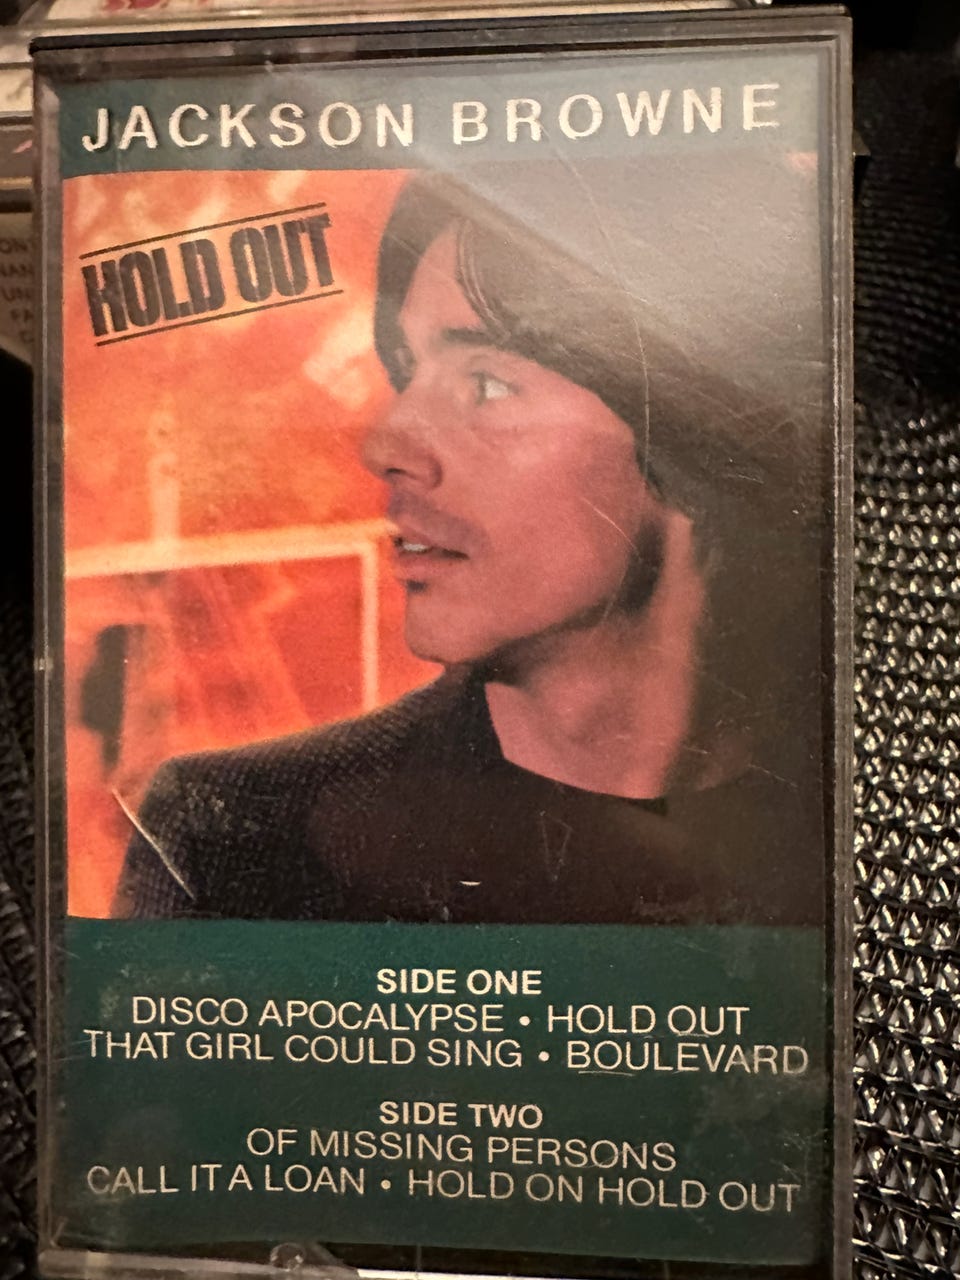 JACKSON BROWNE
HOLD OUT
SIDE ONE
DISCO APOCALYPSE • HOLD OUT
THAT GIRL COULD SING • BOULEVARD
SIDE TWO
OF MISSING PERSONS
CALL IT A LOAN • HOLD ON HOLD OUT